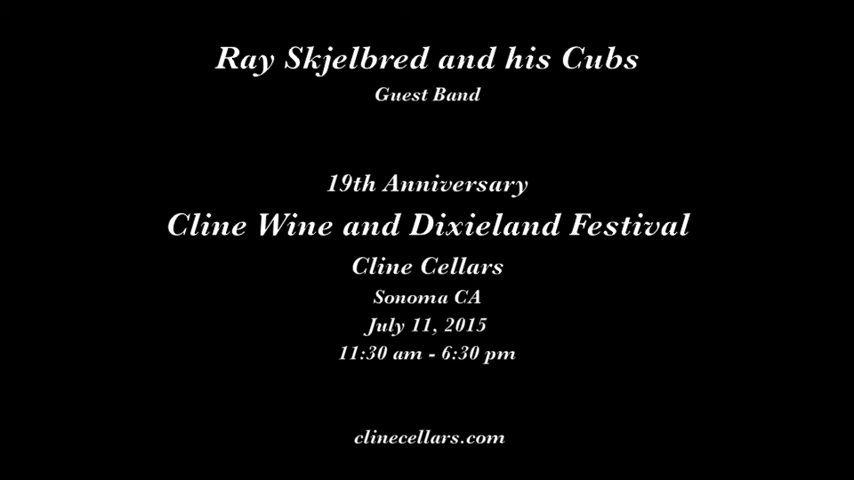 Ray Skjelbred and his Cubs
Guest Band
19th Anniversary
Cline Wine and Dixieland Festival
Cline Cellars
Sonoma CA
July 11, 2015
11:30 am - 6:30 pm
clinecellars.com